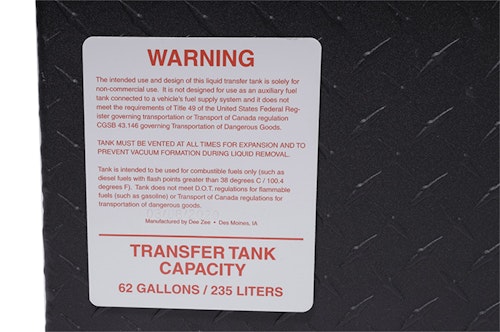 WARNING
The intended use and design of this liquid transfer tank is solely for
non-commercial use. It is not designed for use as an auxiliary fuel
tank connected to a vehicle's fuel supply system and it does not
meet the requirements of Title 49 of the United States Federal Reg-
ister governing transportation or Transport of Canada regulation
CGSB 43.146 governing Transportation of Dangerous Goods.
TANK MUST BE VENTED AT ALL TIMES FOR EXPANSION AND TO
PREVENT VACUUM FORMATION DURING LIQUID REMOVAL.
Tank is intended to be used for combustible fuels only (such as
diesel fuels with flash points greater than 38 degrees C / 100.4
degrees F). Tank does not meet D.O.T. regulations for flammable
fuels (such as gasoline) or Transport of Canada regulations for
transportation of dangerous goods.
Manufactured by Dee Zee • Des Moines, IA
TRANSFER TANK
CAPACITY
62 GALLONS / 235 LITERS